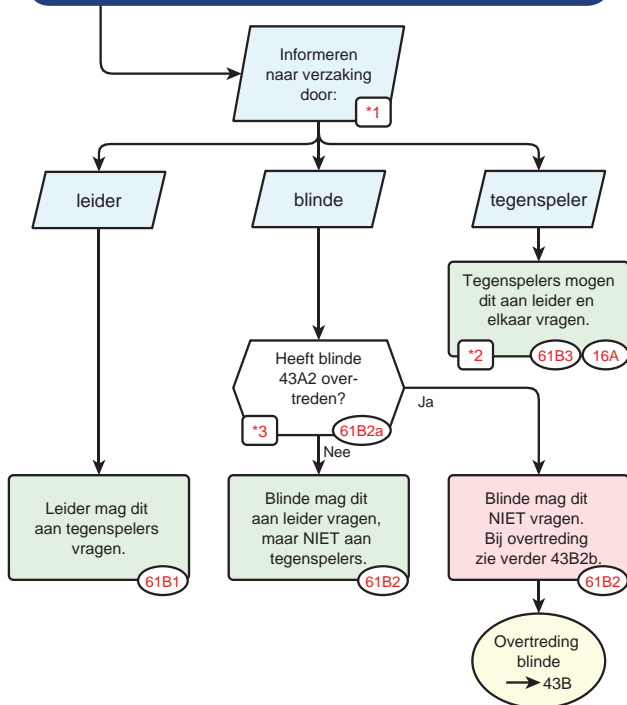 Informeren
naar verzaking
door:
*1
leider
blinde
tegenspeler
Tegenspelers mogen
dit aan leider en
elkaar vragen.
*2
61B3
16A
Heeft blinde
43A2 over-
treden?
*3
61B2a
Ja
Nee
Leider mag dit
aan tegenspelers
vragen.
61B1
Blinde mag dit
aan leider vragen,
maar NIET aan
tegenspelers.
61B2
Blinde mag dit
NIET vragen.
Bij overtreding
zie verder 43B2b.
61B2
Overtreding
blinde
43B